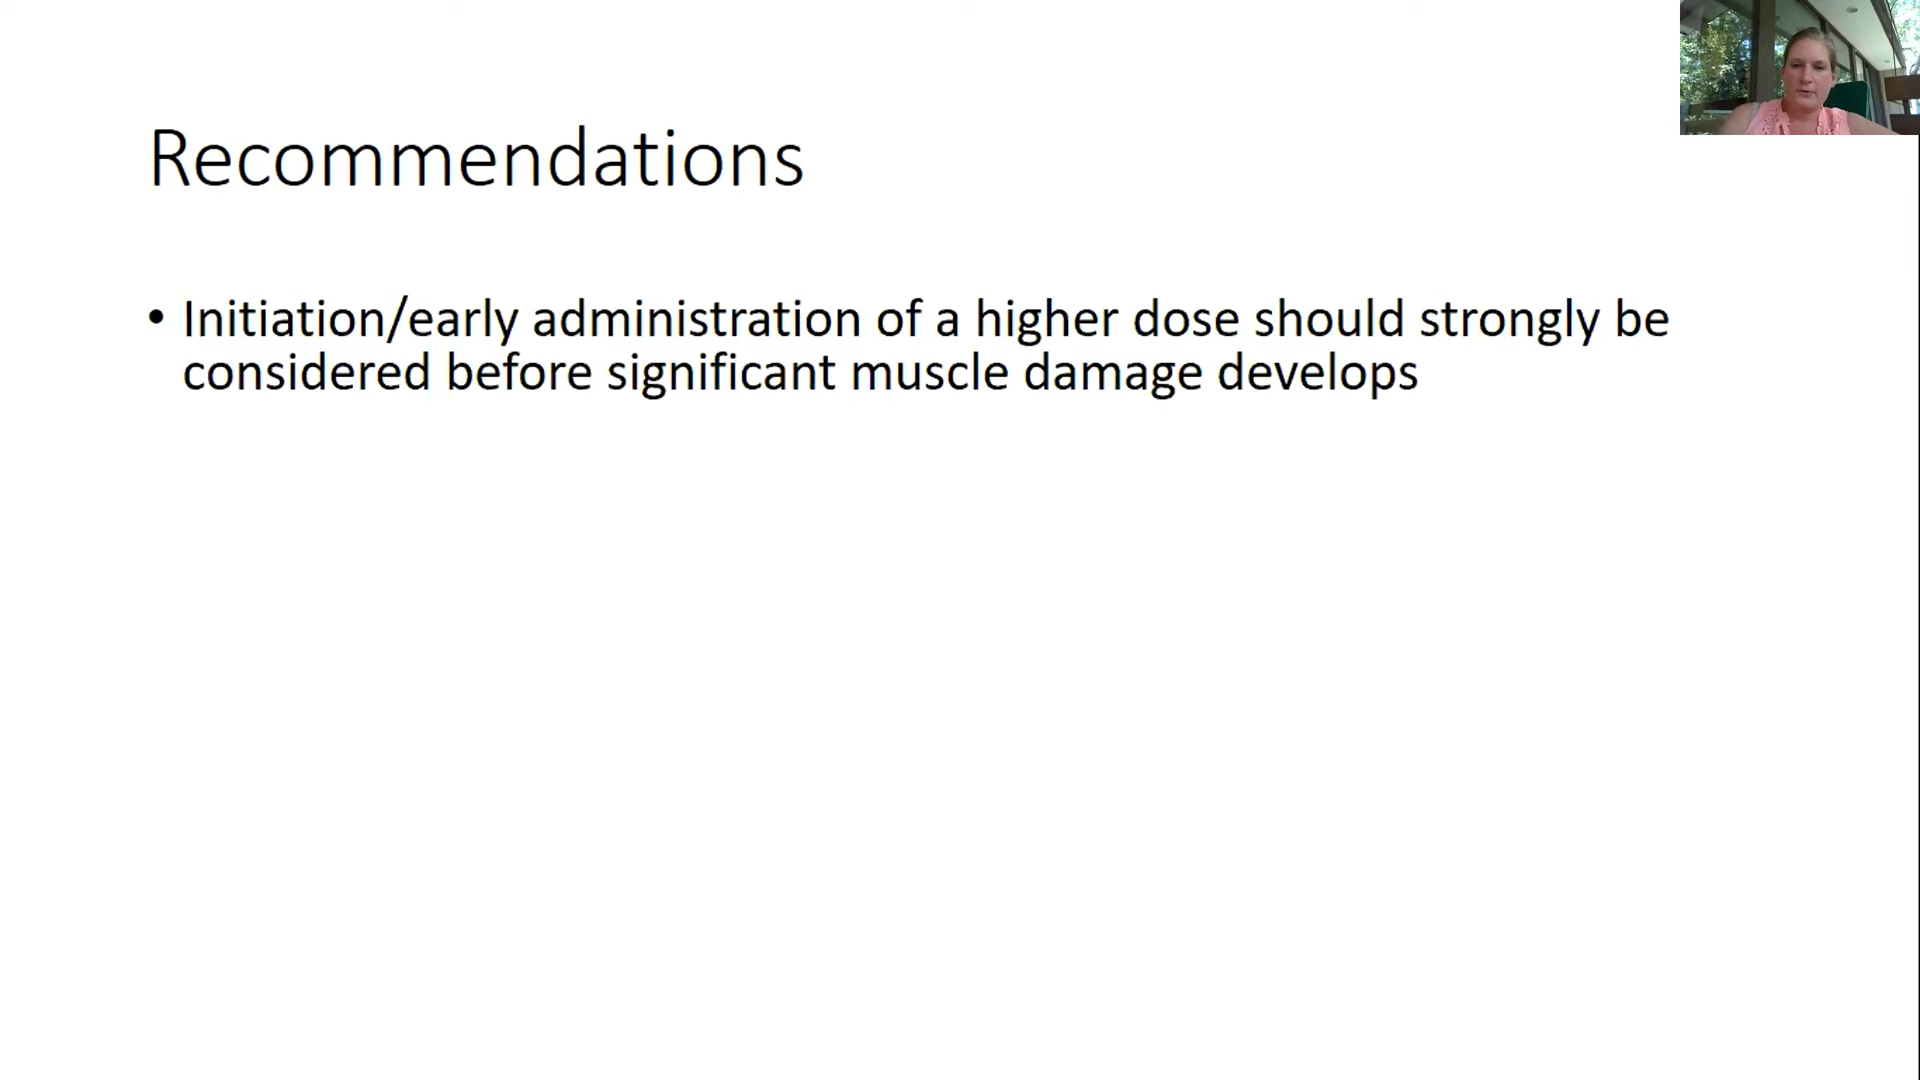 Recommendations
• Initiation/early administration of a higher dose should strongly be
considered before significant muscle damage develops